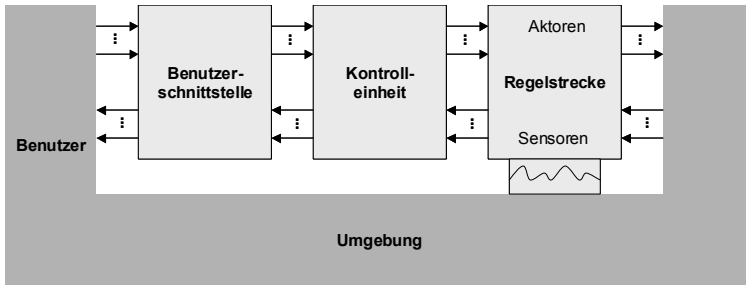 Benutzer
Benutzer-
schnittstelle
Kontroll-
einheit
Aktoren
Regelstrecke
Sensoren
Umgebung